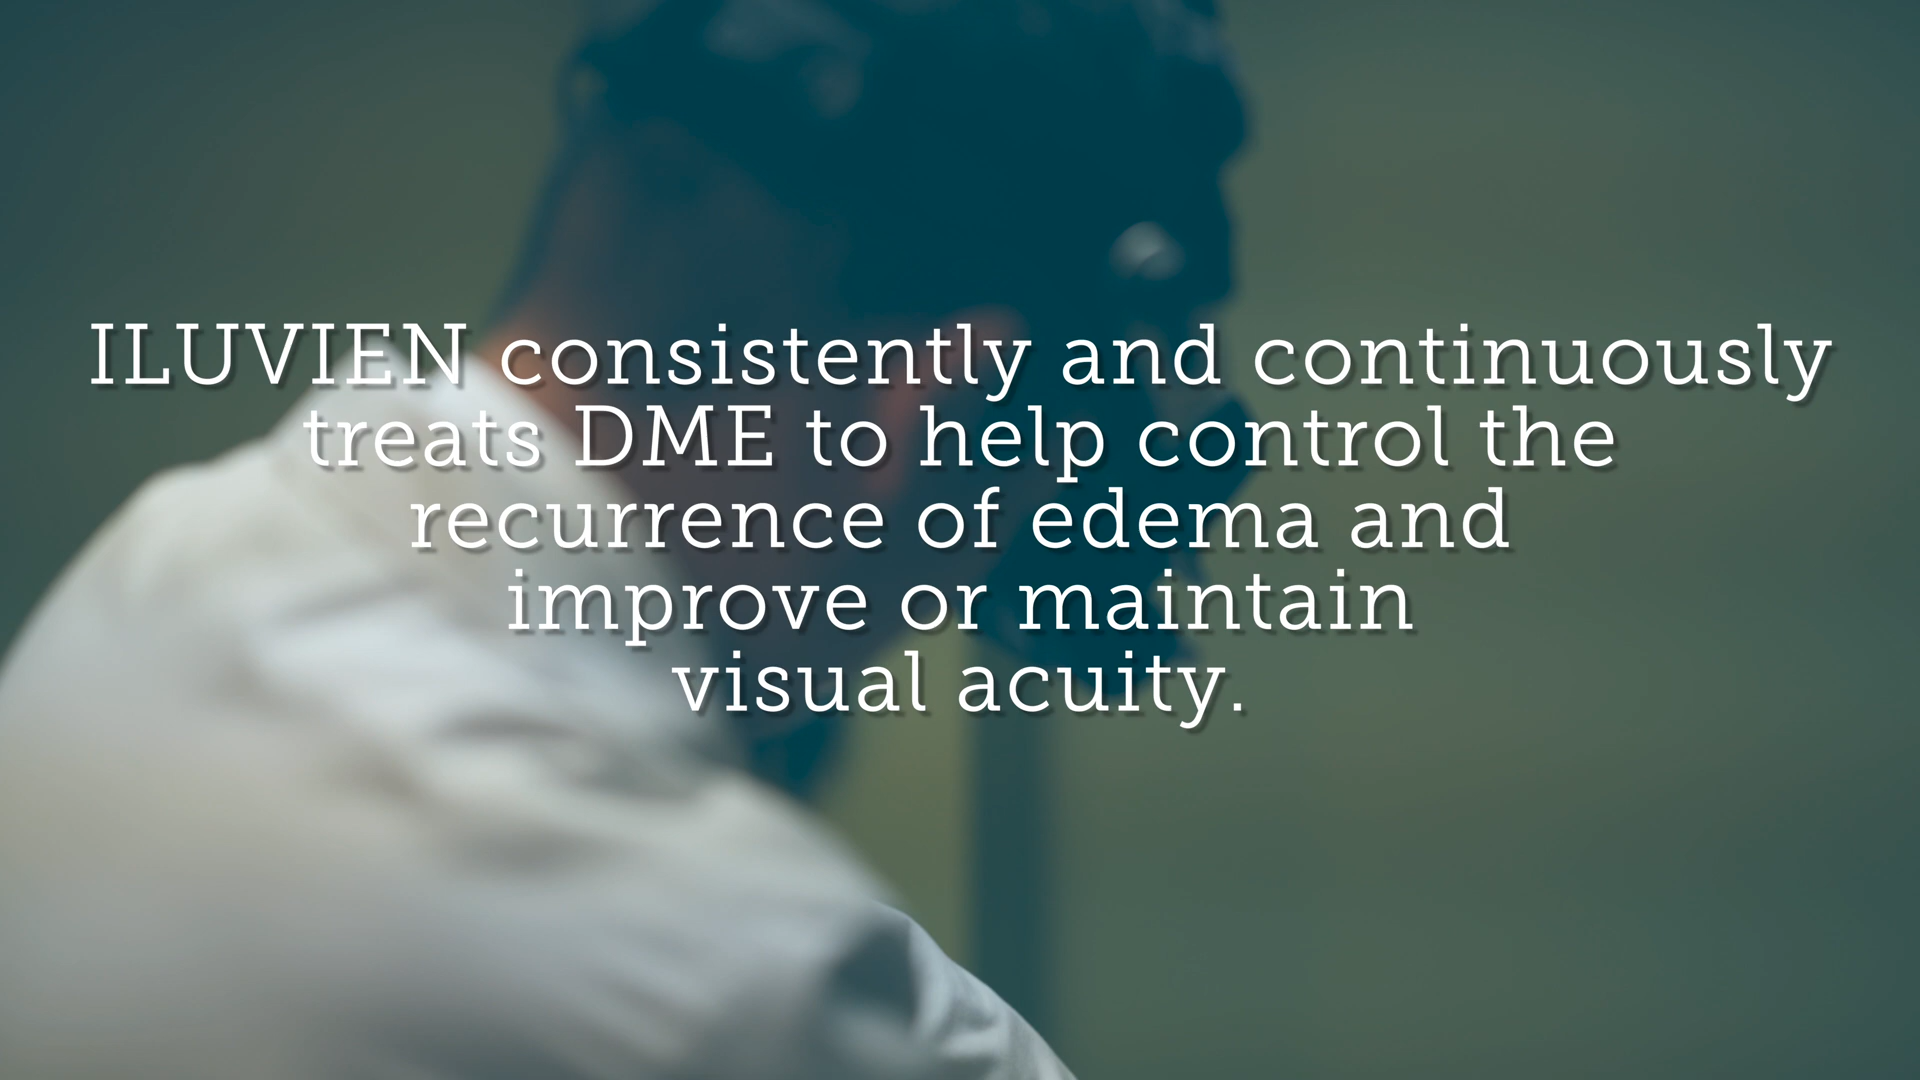 ILUVIEN consistently and continuously
treats DME to help control the
recurrence of edema and
improve or maintain
visual acuity.